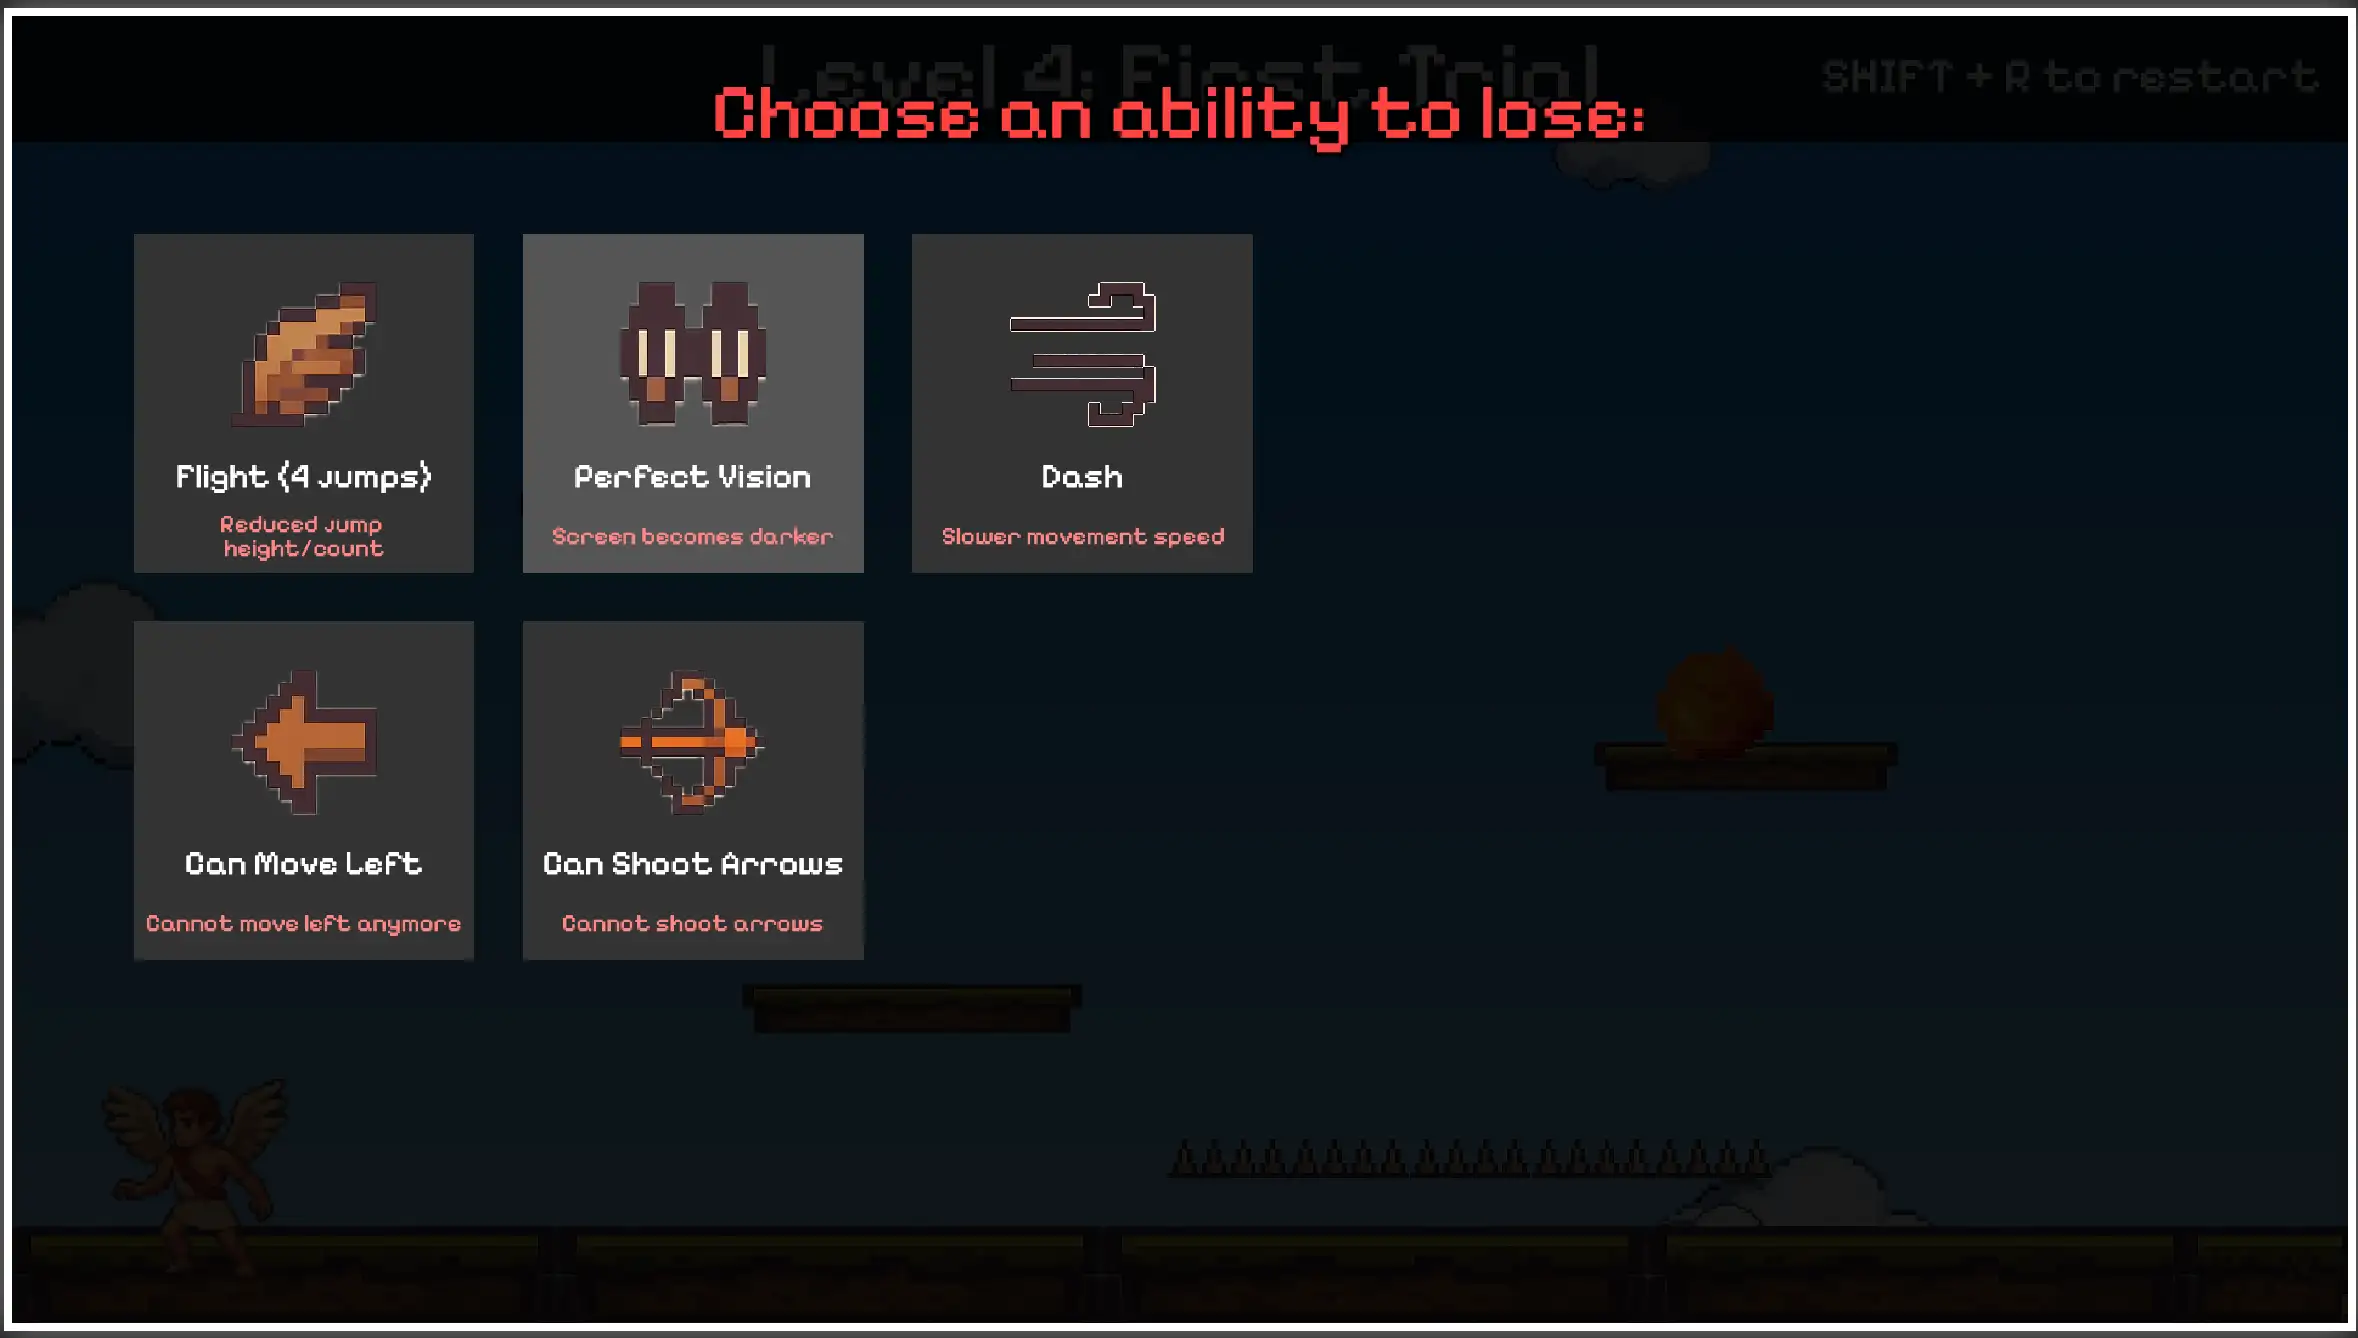 Level 4: First Trial
SHIFT + R to restart
Choose an ability to lose:
Flight (4 Jumps)
Reduced jump
height/count
Perfect Vision
Screen becomes darker
Dash
Slower movement speed
Can Move Left
Cannot move left anymore
Can Shoot Arrows
Cannot shoot arrows